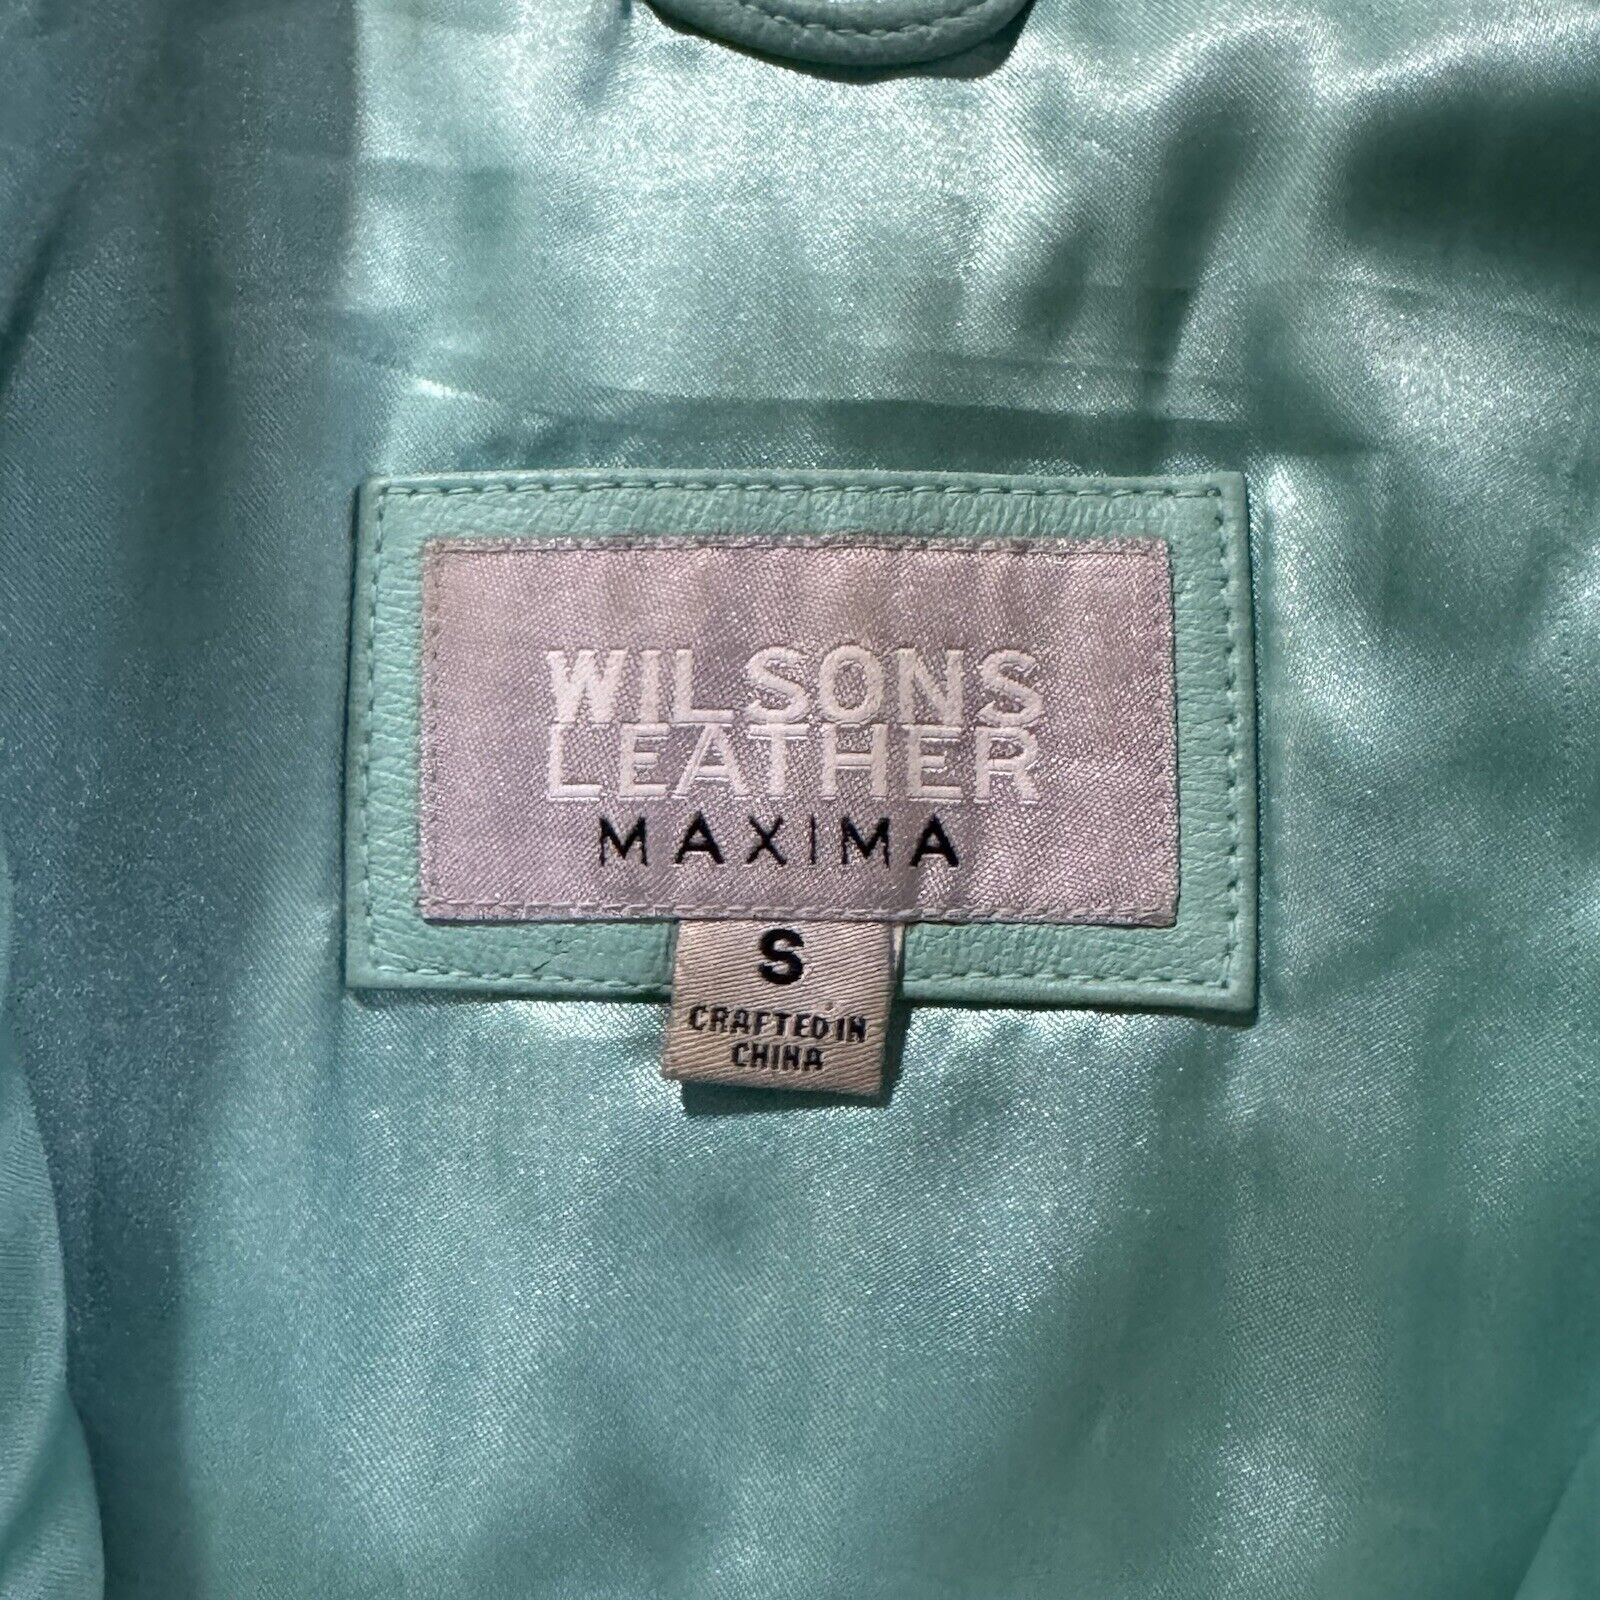 WILSONS
LEATHER
MAXIMA
S
CRAFTED IN
CHINA